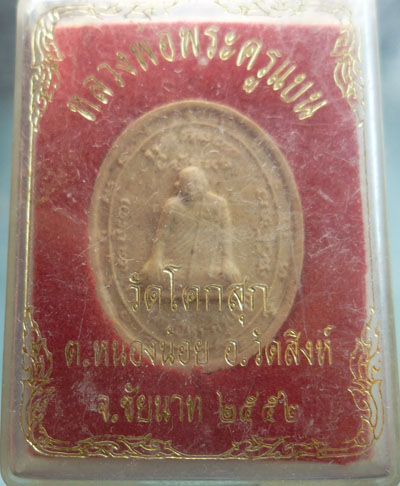 หลวงพ่อพระครูแบน
วัดโคกสุก
ต.หนองน้อย อ.วัดสิงห์
จ.ชัยนาท ๒๕๕๒